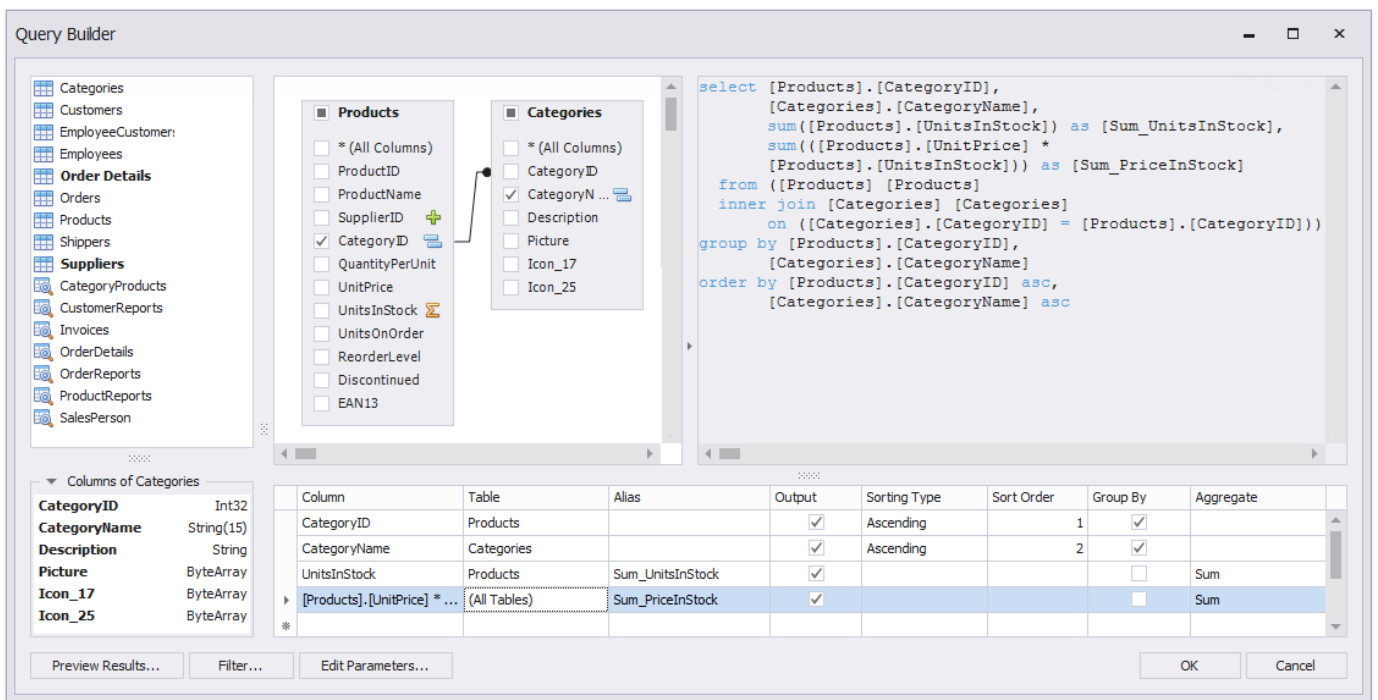 Query Builder
Categories
Customers
EmployeeCustomer
Employees
Order Details
Orders
Products
Shippers
Suppliers
CategoryProducts
CustomerReports
Invoices
OrderDetails
OrderReports
ProductReports
SalesPerson
Columns of Categories
CategoryID Int32
CategoryName String(15)
Description String
Picture ByteArray
Icon_17 ByteArray
Icon_25 ByteArray
Products
* (All Columns)
ProductID
ProductName
SupplierID
CategoryID
QuantityPerUnit
UnitPrice
UnitsInStock
UnitsOnOrder
ReorderLevel
Discontinued
EAN13
Categories
* (All Columns)
CategoryID
CategoryN ...
Description
Picture
Icon_17
Icon_25
select [Products].[CategoryID],
[Categories].[CategoryName],
sum([Products].[UnitsInStock]) as [Sum_UnitsInStock],
sum(([Products].[UnitPrice] *
[Products].[UnitsInStock])) as [Sum_PriceInStock]
from ([Products] [Products]
inner join [Categories] [Categories]
on ([Categories].[CategoryID] = [Products].[CategoryID]))
group by [Products].[CategoryID],
[Categories].[CategoryName]
order by [Products].[CategoryID] asc,
[Categories].[CategoryName] asc
Column Table Alias Output Sorting Type Sort Order Group By Aggregate
CategoryID Products Ascending 1
CategoryName Categories Ascending 2
UnitsInStock Products Sum_UnitsInStock Sum
[Products].[UnitPrice] * ... (All Tables) Sum_PriceInStock Sum
Preview Results... Filter... Edit Parameters... OK Cancel